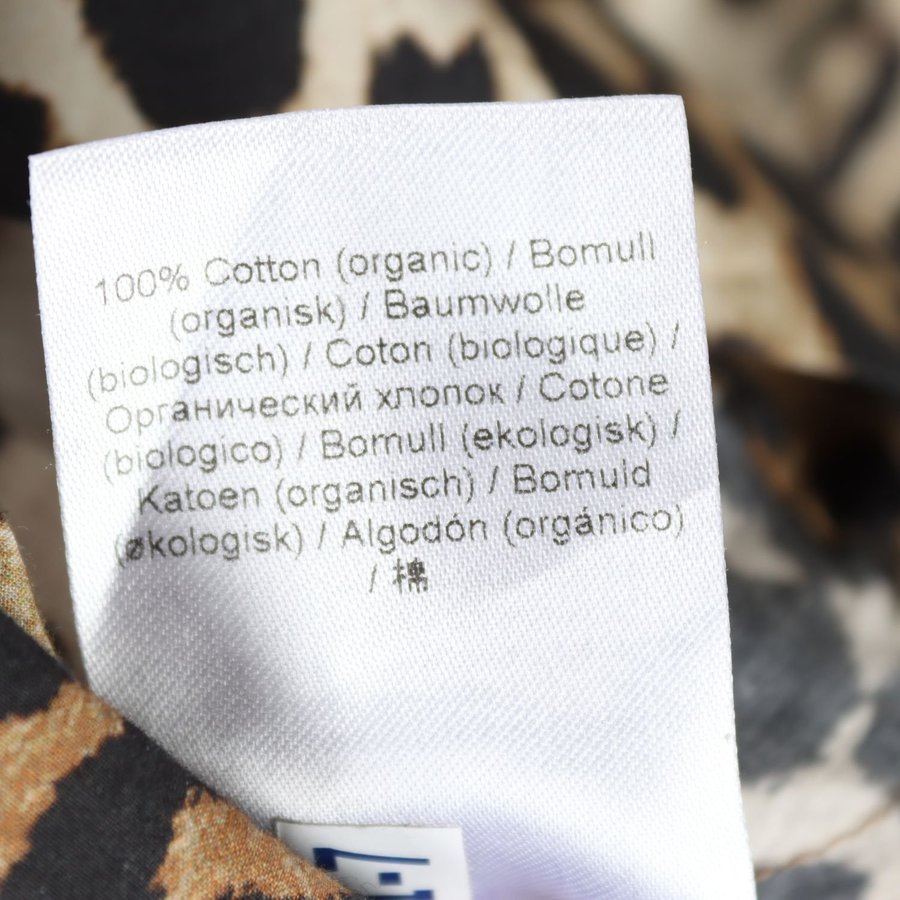 100% Cotton (organic) / Bomull
(organisk) / Baumwolle
(biologisch) / Coton (biologique) /
Органический хлопок / Cotone
(biologico) / Bomull (ekologisk) /
Katoen (organisch) / Bomuld
(økologisk) / Algodón (orgánico)
/ 棉